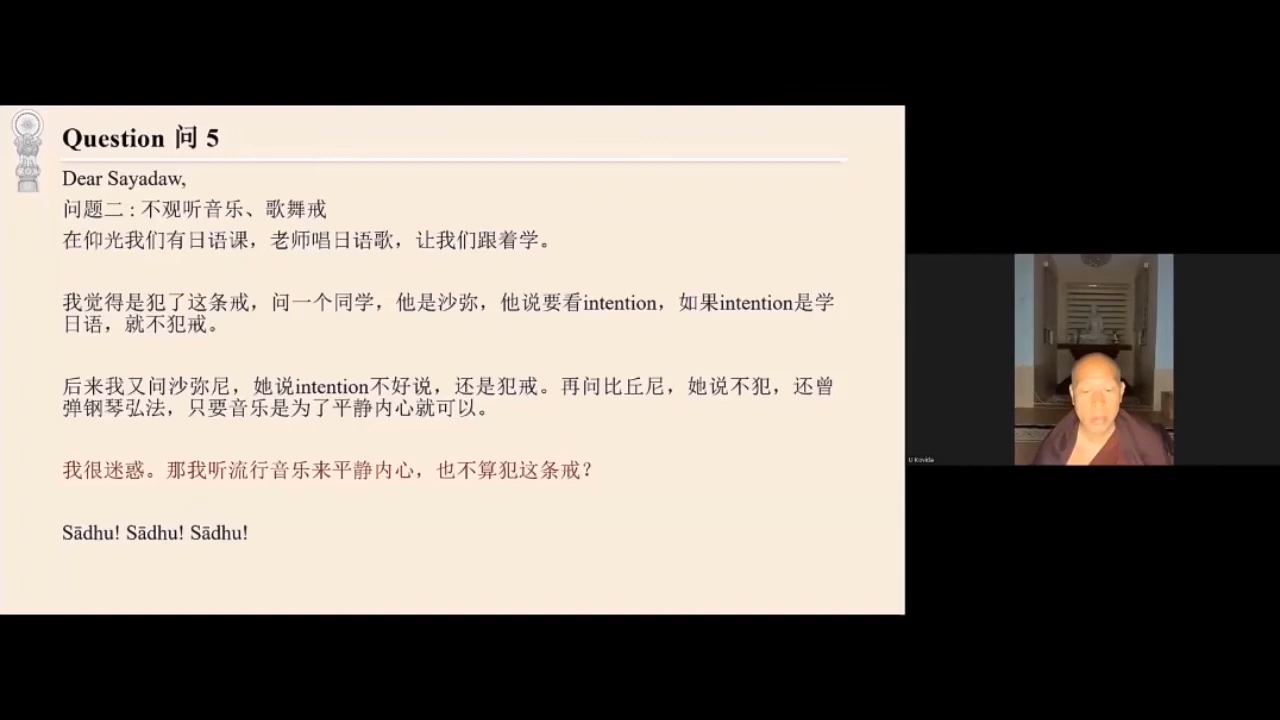 Question 问 5
Dear Sayadaw,
问题二 : 不观听音乐、歌舞戒
在仰光我们有日语课，老师唱日语歌，让我们跟着学。
我觉得是犯了这条戒，问一个同学，他是沙弥，他说要看intention，如果intention是学
日语，就不犯戒。
后来我又问沙弥尼，她说intention不好说，还是犯戒。再问比丘尼，她说不犯，还曾
弹钢琴弘法，只要音乐是为了平静内心就可以。
我很迷惑。那我听流行音乐来平静内心，也不算犯这条戒？
Sādhu! Sādhu! Sādhu!
U Kovida